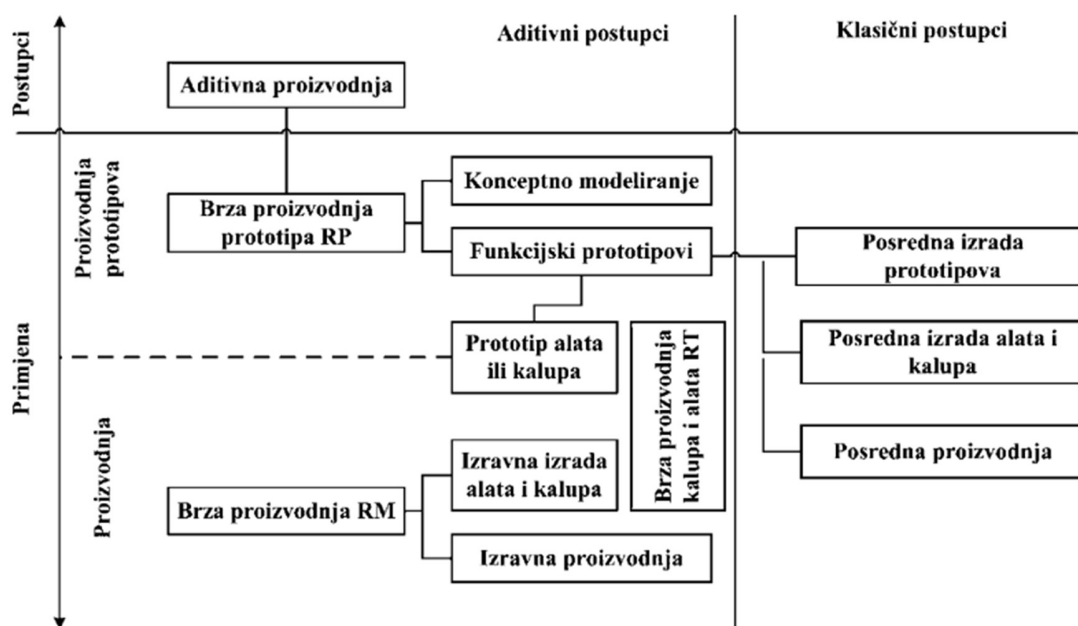 Postupci
Aditivni postupci
Klasični postupci
Aditivna proizvodnja
Primjena
Proizvodnja
prototipova
Brza proizvodnja
prototipa RP
Konceptno modeliranje
Funkcijski prototipovi
Posredna izrada
prototipova
Prototip alata
ili kalupa
Brza proizvodnja
kalupa i alata RT
Posredna izrada alata i
kalupa
Proizvodnja
Brza proizvodnja RM
Izravna izrada
alata i kalupa
Posredna proizvodnja
Izravna proizvodnja